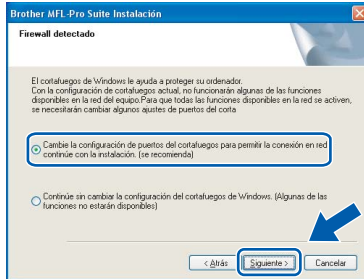 Brother MFL-Pro Suite Instalación
Firewall detectado
El cortafuegos de Windows le ayuda a proteger su ordenador.
Con la configuración de cortafuegos actual, no funcionarán algunas de las funciones
disponibles en la red del equipo.Para que todas las funciones disponibles en la red se activen,
se necesitarán cambiar algunos ajustes de puertos del corta
Cambie la configuración de puertos del cortafuegos para permitir la conexión en red
continúe con la instalación. (se recomienda)
Continúe sin cambiar la configuración del cortafuegos de Windows. (Algunas de las
funciones no estarán disponibles)
< Atrás Siguiente > Cancelar